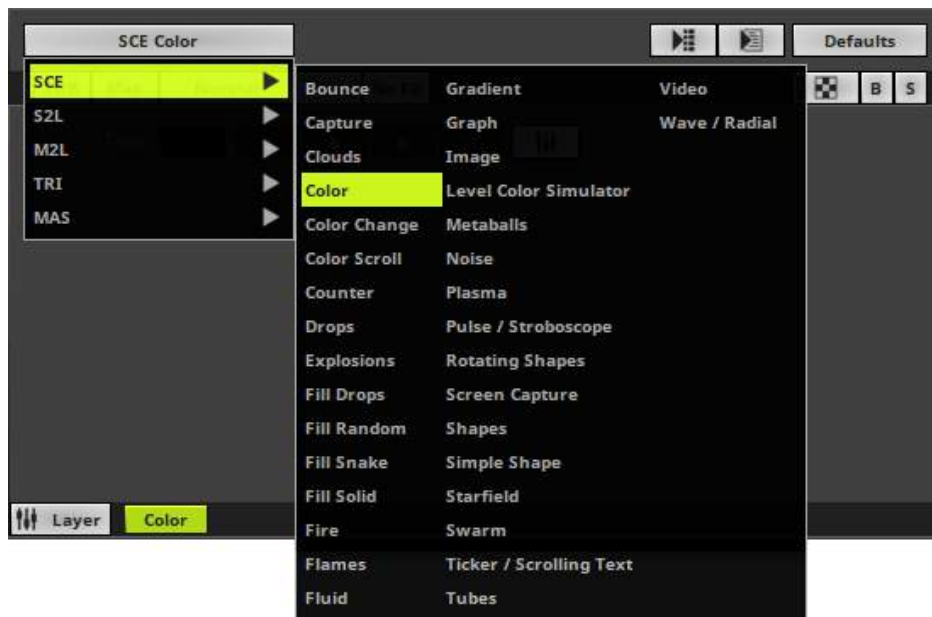 SCE Color
Defaults
SCE
B S
S2L
M2L
TRI
MAS
Bounce Gradient Video
Capture Graph Wave / Radial
Clouds Image
Color Level Color Simulator
Color Change Metaballs
Color Scroll Noise
Counter Plasma
Drops Pulse / Stroboscope
Explosions Rotating Shapes
Fill Drops Screen Capture
Fill Random Shapes
Fill Snake Simple Shape
Fill Solid Starfield
Fire Swarm
Flames Ticker / Scrolling Text
Fluid Tubes
Layer Color